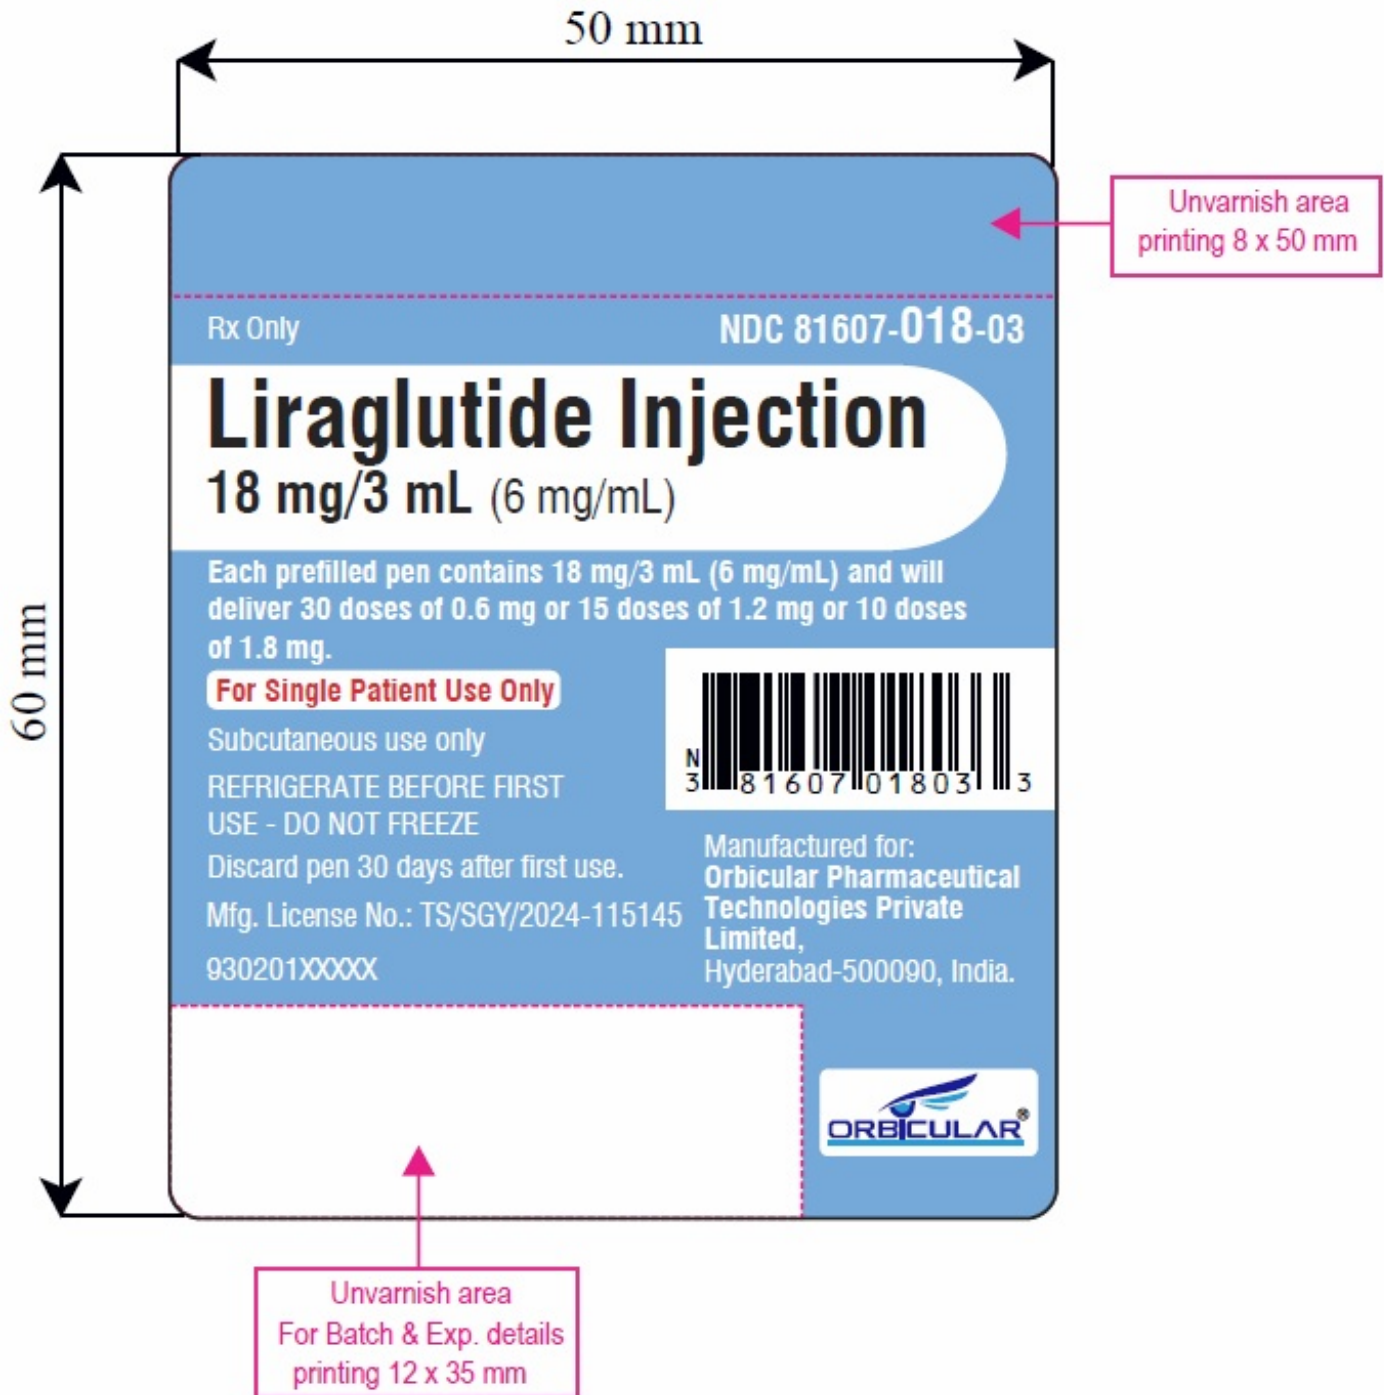 50 mm
60 mm
Unvarnish area
printing 8 x 50 mm
Rx Only
NDC 81607-018-03
Liraglutide Injection
18 mg/3 mL (6 mg/mL)
Each prefilled pen contains 18 mg/3 mL (6 mg/mL) and will
deliver 30 doses of 0.6 mg or 15 doses of 1.2 mg or 10 doses
of 1.8 mg.
For Single Patient Use Only
Subcutaneous use only
REFRIGERATE BEFORE FIRST
USE - DO NOT FREEZE
Discard pen 30 days after first use.
Mfg. License No.: TS/SGY/2024-115145
930201XXXXX
N
3 81607 01803 3
Manufactured for:
Orbicular Pharmaceutical
Technologies Private
Limited,
Hyderabad-500090, India.
ORBICULAR®
Unvarnish area
For Batch & Exp. details
printing 12 x 35 mm